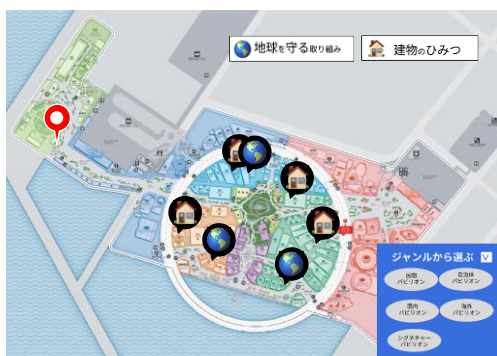 地球を守る取り組み
建物のひみつ
ジャンルから選ぶ
民間
パビリオン
自治体
パビリオン
国内
パビリオン
海外
パビリオン
シグネチャー
パビリオン